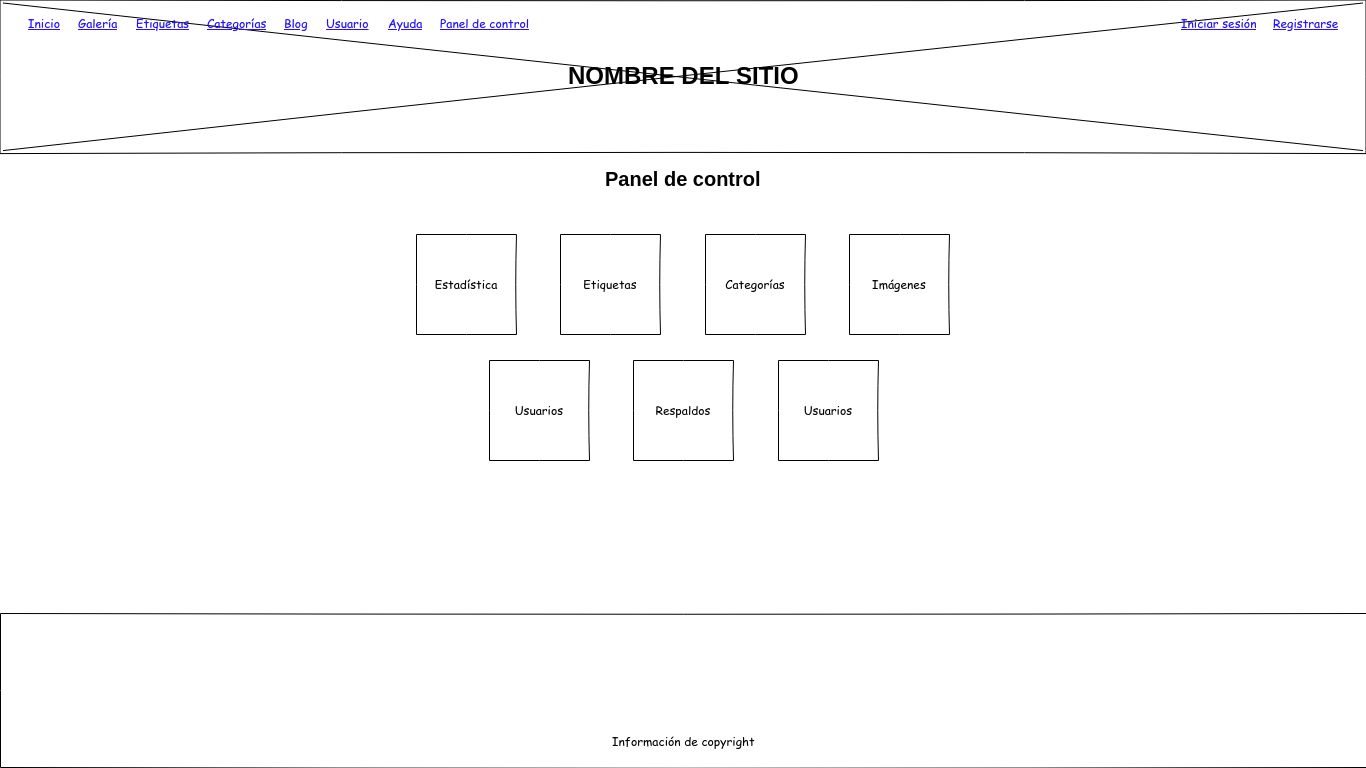 Inicio Galería Etiquetas Categorías Blog Usuario Ayuda Panel de control Iniciar sesión Registrarse
NOMBRE DEL SITIO
Panel de control
Estadística Etiquetas Categorías Imágenes
Usuarios Respaldos Usuarios
Información de copyright